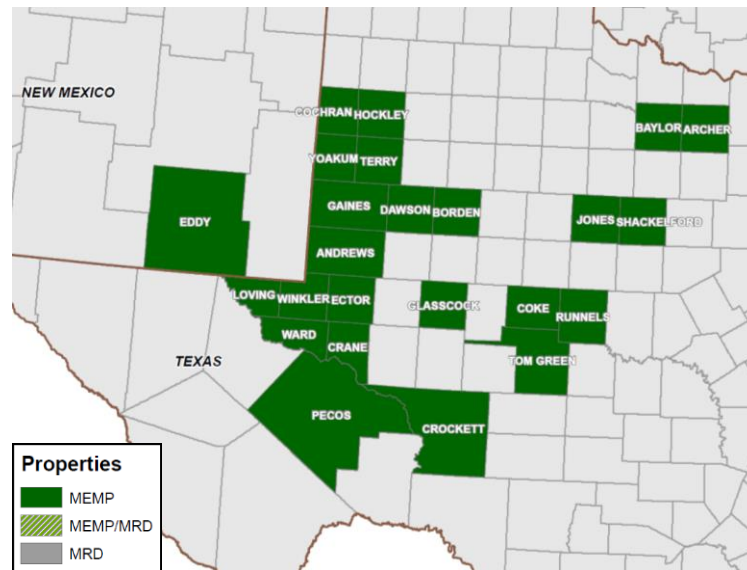 NEW MEXICO
COCHRAN HOCKLEY
BAYLOR ARCHER
YOAKUM TERRY
EDDY
GAINES DAWSON BORDEN
JONES SHACKELFORD
ANDREWS
LOVING WINKLER ECTOR
GLASSCOCK
COKE RUNNELS
WARD CRANE
TEXAS
TOM GREEN
PECOS
CROCKETT
Properties
MEMP
MEMP/MRD
MRD